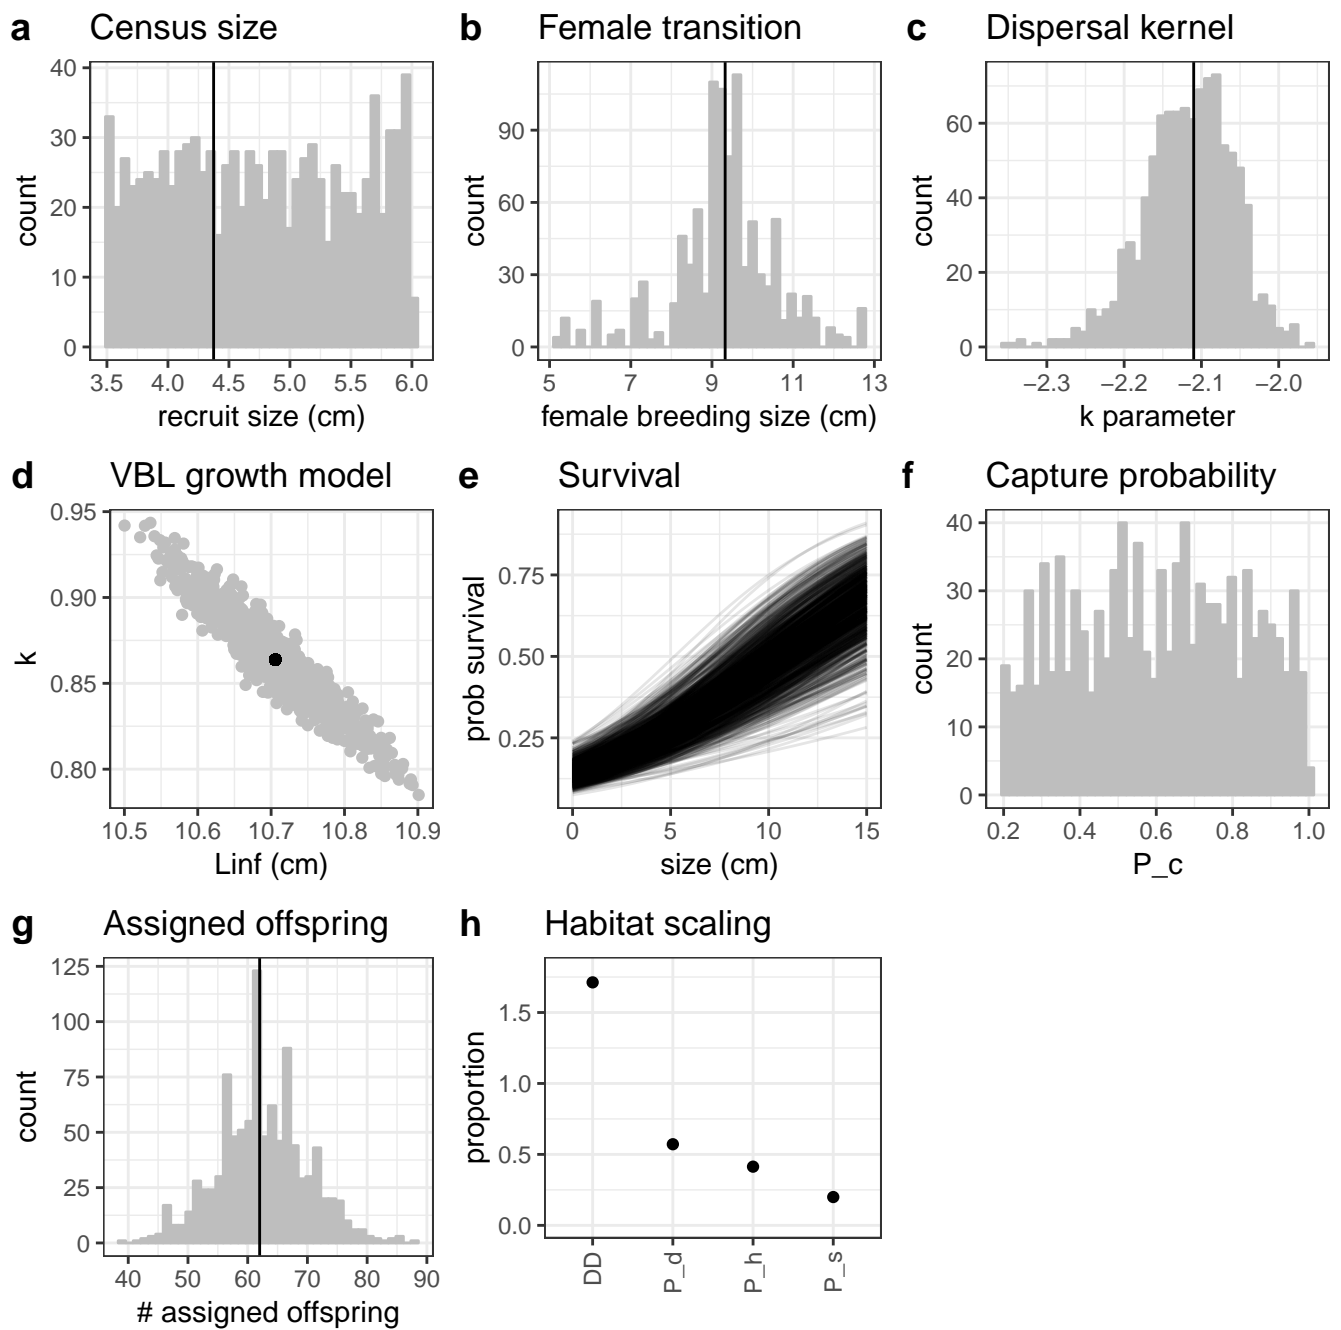 a Census size
40
30
20
10
0
count
3.5 4.0 4.5 5.0 5.5 6.0
recruit size (cm)
b Female transition
90
60
30
0
count
5 7 9 11 13
female breeding size (cm)
c Dispersal kernel
60
40
20
0
count
−2.3 −2.2 −2.1 −2.0
k parameter
d VBL growth model
0.95
0.90
0.85
0.80
k
10.5 10.6 10.7 10.8 10.9
Linf (cm)
e Survival
0.75
0.50
0.25
prob survival
0 5 10 15
size (cm)
f Capture probability
40
30
20
10
0
count
0.2 0.4 0.6 0.8 1.0
P_c
g Assigned offspring
125
100
75
50
25
0
count
40 50 60 70 80 90
# assigned offspring
h Habitat scaling
1.5
1.0
0.5
0.0
proportion
DD P_d P_h P_s